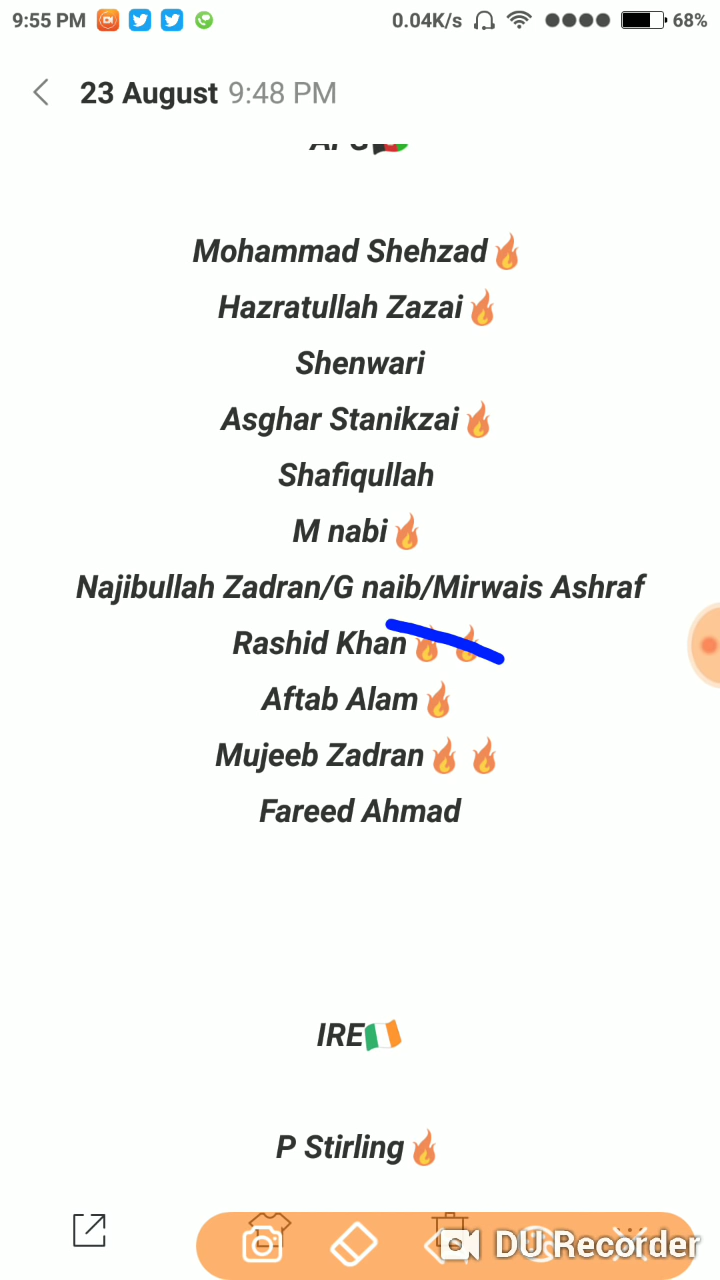 9:55 PM 0.04K/s 68%
23 August 9:48 PM
Mohammad Shehzad🔥
Hazratullah Zazai🔥
Shenwari
Asghar Stanikzai🔥
Shafiqullah
M nabi🔥
Najibullah Zadran/G naib/Mirwais Ashraf
Rashid Khan🔥 🔥
Aftab Alam🔥
Mujeeb Zadran🔥 🔥
Fareed Ahmad
IRE🇮🇪
P Stirling🔥
DU Recorder